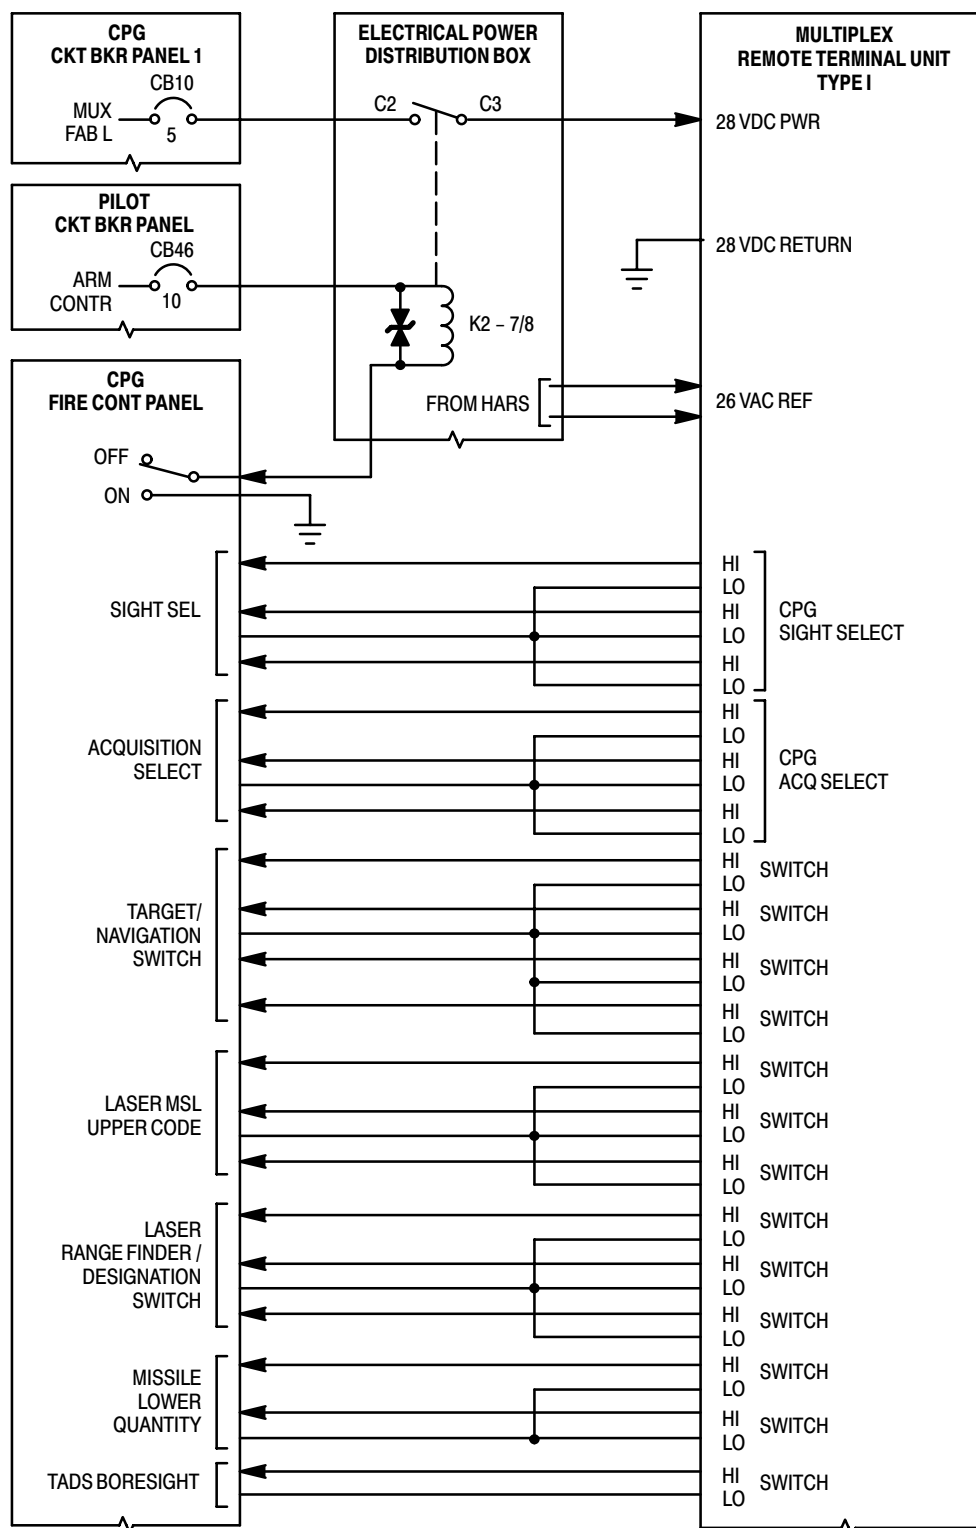 CPG
CKT BKR PANEL 1
CB10
MUX
FAB L
5
PILOT
CKT BKR PANEL
CB46
ARM
CONTR
10
CPG
FIRE CONT PANEL
OFF
ON
SIGHT SEL
ACQUISITION
SELECT
TARGET/
NAVIGATION
SWITCH
LASER MSL
UPPER CODE
LASER
RANGE FINDER /
DESIGNATION
SWITCH
MISSILE
LOWER
QUANTITY
TADS BORESIGHT
ELECTRICAL POWER
DISTRIBUTION BOX
C2
C3
K2 – 7/8
FROM HARS
MULTIPLEX
REMOTE TERMINAL UNIT
TYPE I
28 VDC PWR
28 VDC RETURN
26 VAC REF
HI
LO
HI
LO
HI
LO
CPG
SIGHT SELECT
HI
LO
HI
LO
HI
LO
CPG
ACQ SELECT
HI
LO
SWITCH
HI
LO
SWITCH
HI
LO
SWITCH
HI
LO
SWITCH
HI
LO
SWITCH
HI
LO
SWITCH
HI
LO
SWITCH
HI
LO
SWITCH
HI
LO
SWITCH
HI
LO
SWITCH
HI
LO
SWITCH
HI
LO
SWITCH
HI
LO
SWITCH